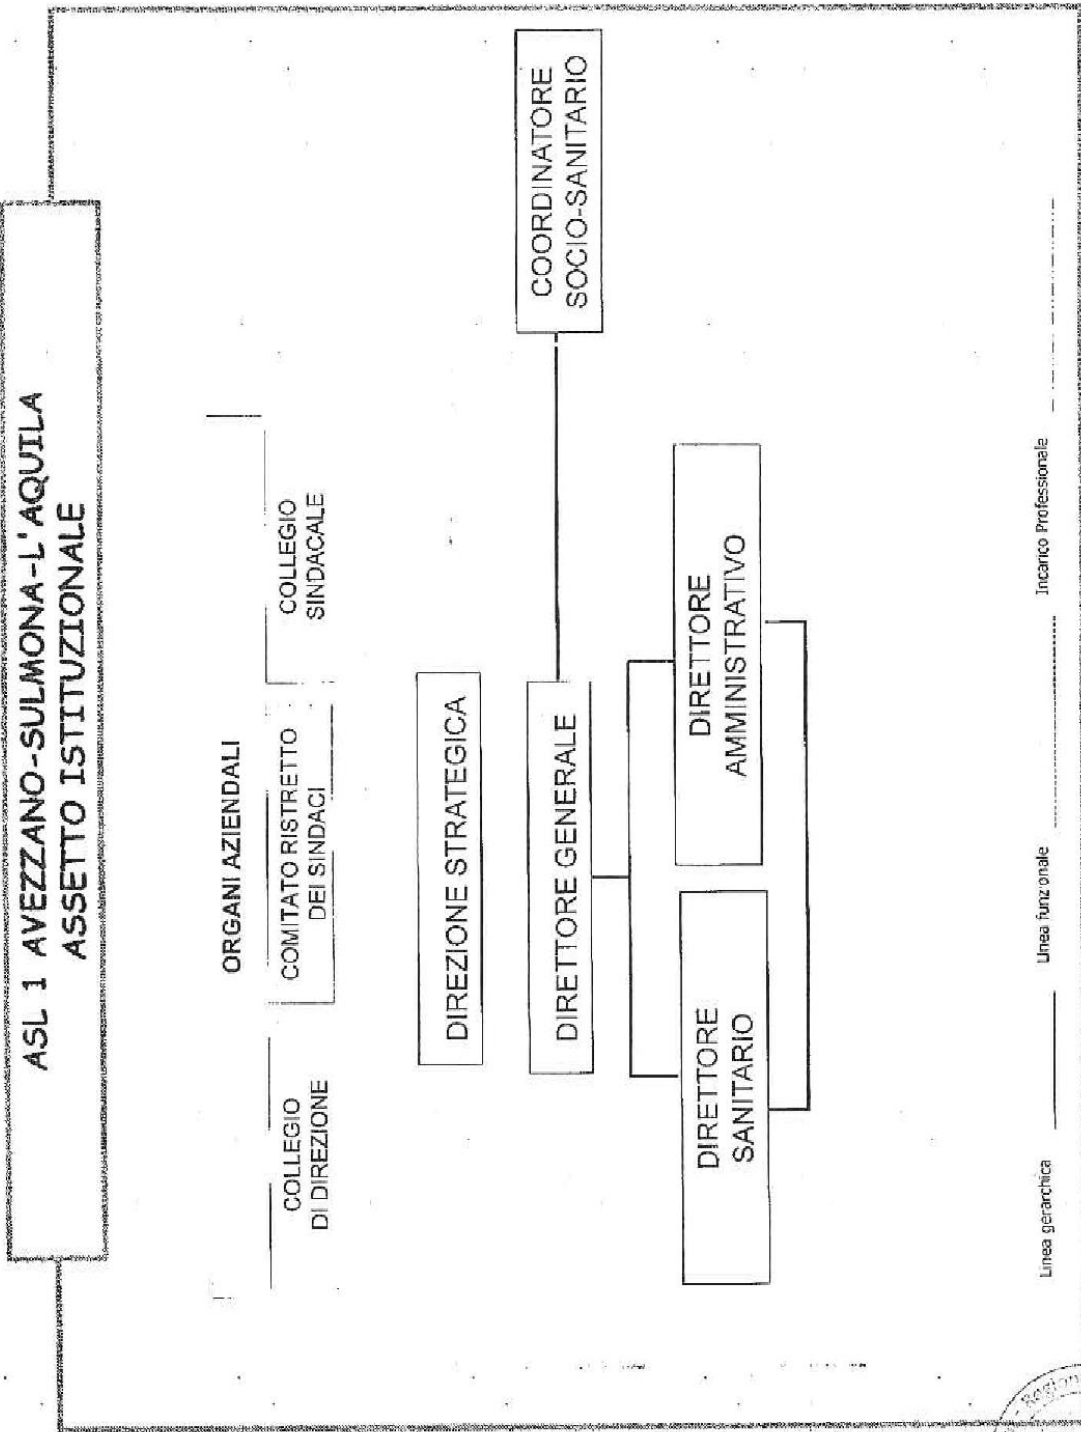 ASL 1 AVEZZANO-SULMONA-L'AQUILA
ASSETTO ISTITUZIONALE
ORGANI AZIENDALI
COLLEGIO
DI DIREZIONE
COMITATO RISTRETTO
DEI SINDACI
COLLEGIO
SINDACALE
DIREZIONE STRATEGICA
DIRETTORE GENERALE
COORDINATORE
SOCIO-SANITARIO
DIRETTORE
SANITARIO
DIRETTORE
AMMINISTRATIVO
Linea gerarchica
Linea funzionale
Incarico Professionale